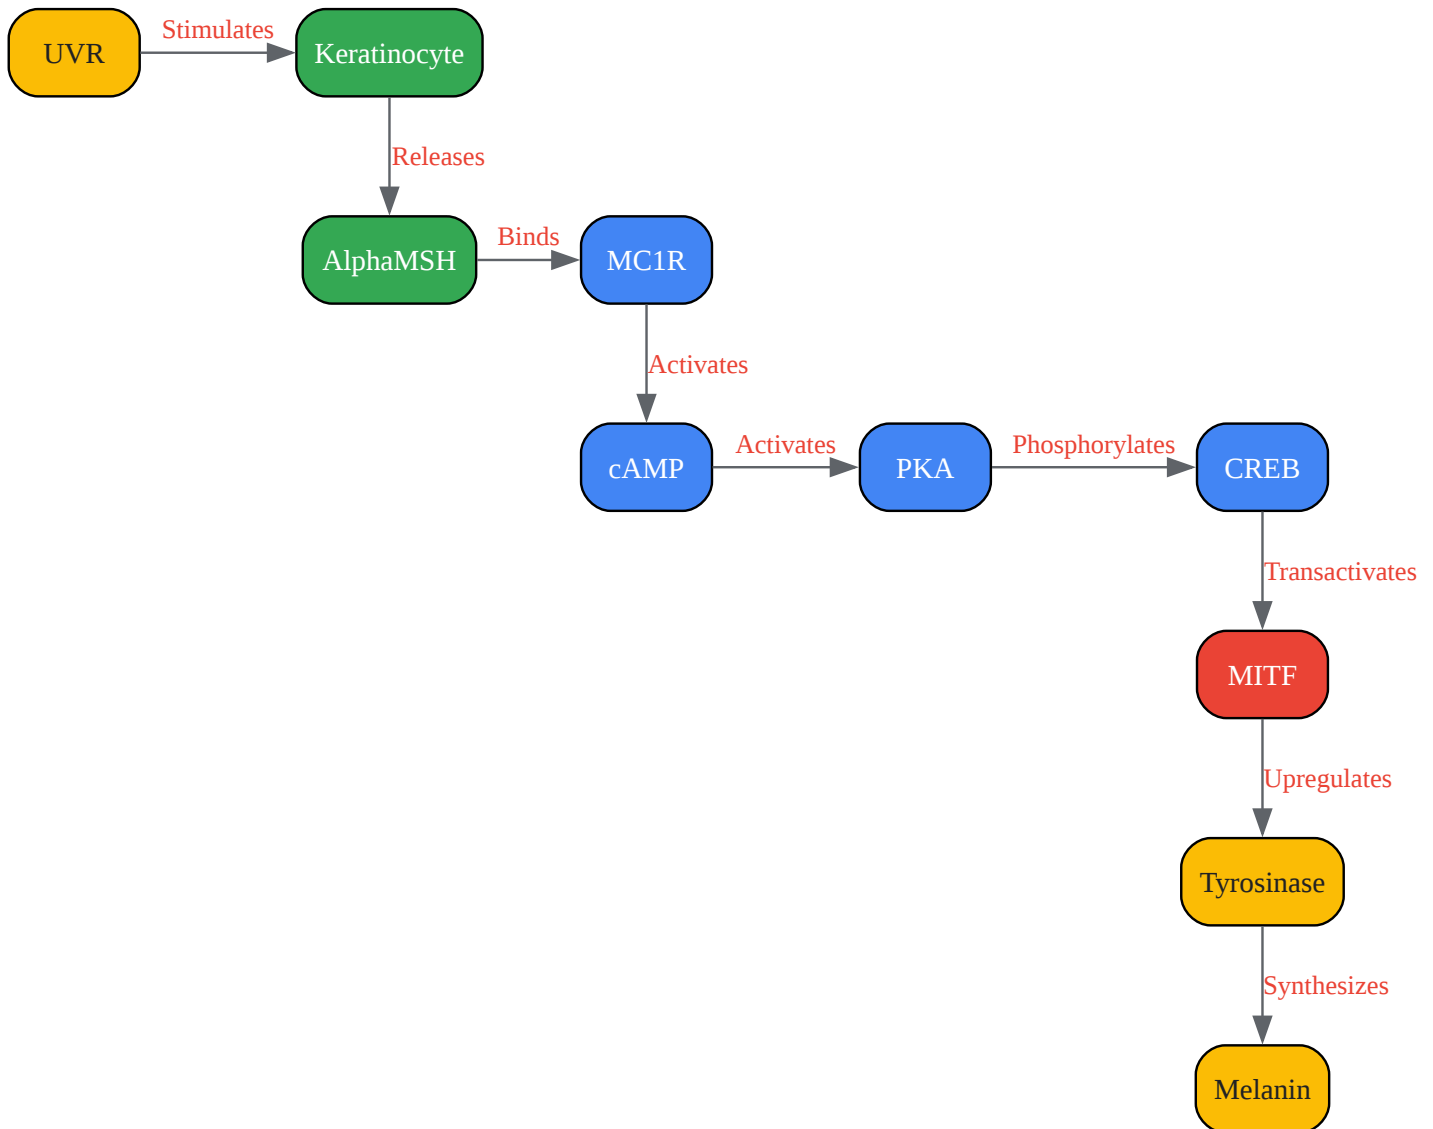 UVR
Stimulates
Keratinocyte
Releases
AlphaMSH
Binds
MC1R
Activates
cAMP
Activates
PKA
Phosphorylates
CREB
Transactivates
MITF
Upregulates
Tyrosinase
Synthesizes
Melanin